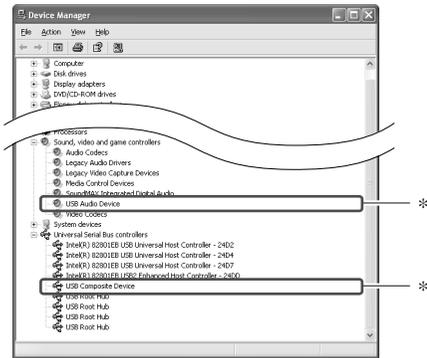 Device Manager
File Action View Help
Computer
Disk drives
Display adapters
DVD/CD-ROM drives
Processors
Sound, video and game controllers
Audio Codecs
Legacy Audio Drivers
Legacy Video Capture Devices
Media Control Devices
SoundMAX Integrated Digital Audio
USB Audio Device
Video Codecs
System devices
Universal Serial Bus controllers
Intel(R) 82801EB USB Universal Host Controller - 24D2
Intel(R) 82801EB USB Universal Host Controller - 24D4
Intel(R) 82801EB USB Universal Host Controller - 24D7
Intel(R) 82801EB USB2 Enhanced Host Controller - 24DD
USB Composite Device
USB Root Hub
USB Root Hub
USB Root Hub
USB Root Hub
*
*